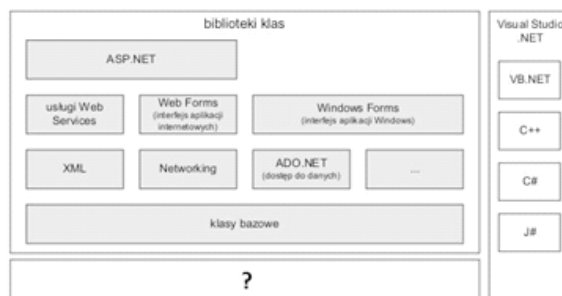 biblioteki klas
ASP.NET
usługi Web
Services
Web Forms
(interfejs aplikacji
internetowych)
Windows Forms
(interfejs aplikacji Windows)
XML
Networking
ADO.NET
(dostęp do danych)
...
klasy bazowe
?
Visual Studio
.NET
VB.NET
C++
C#
J#